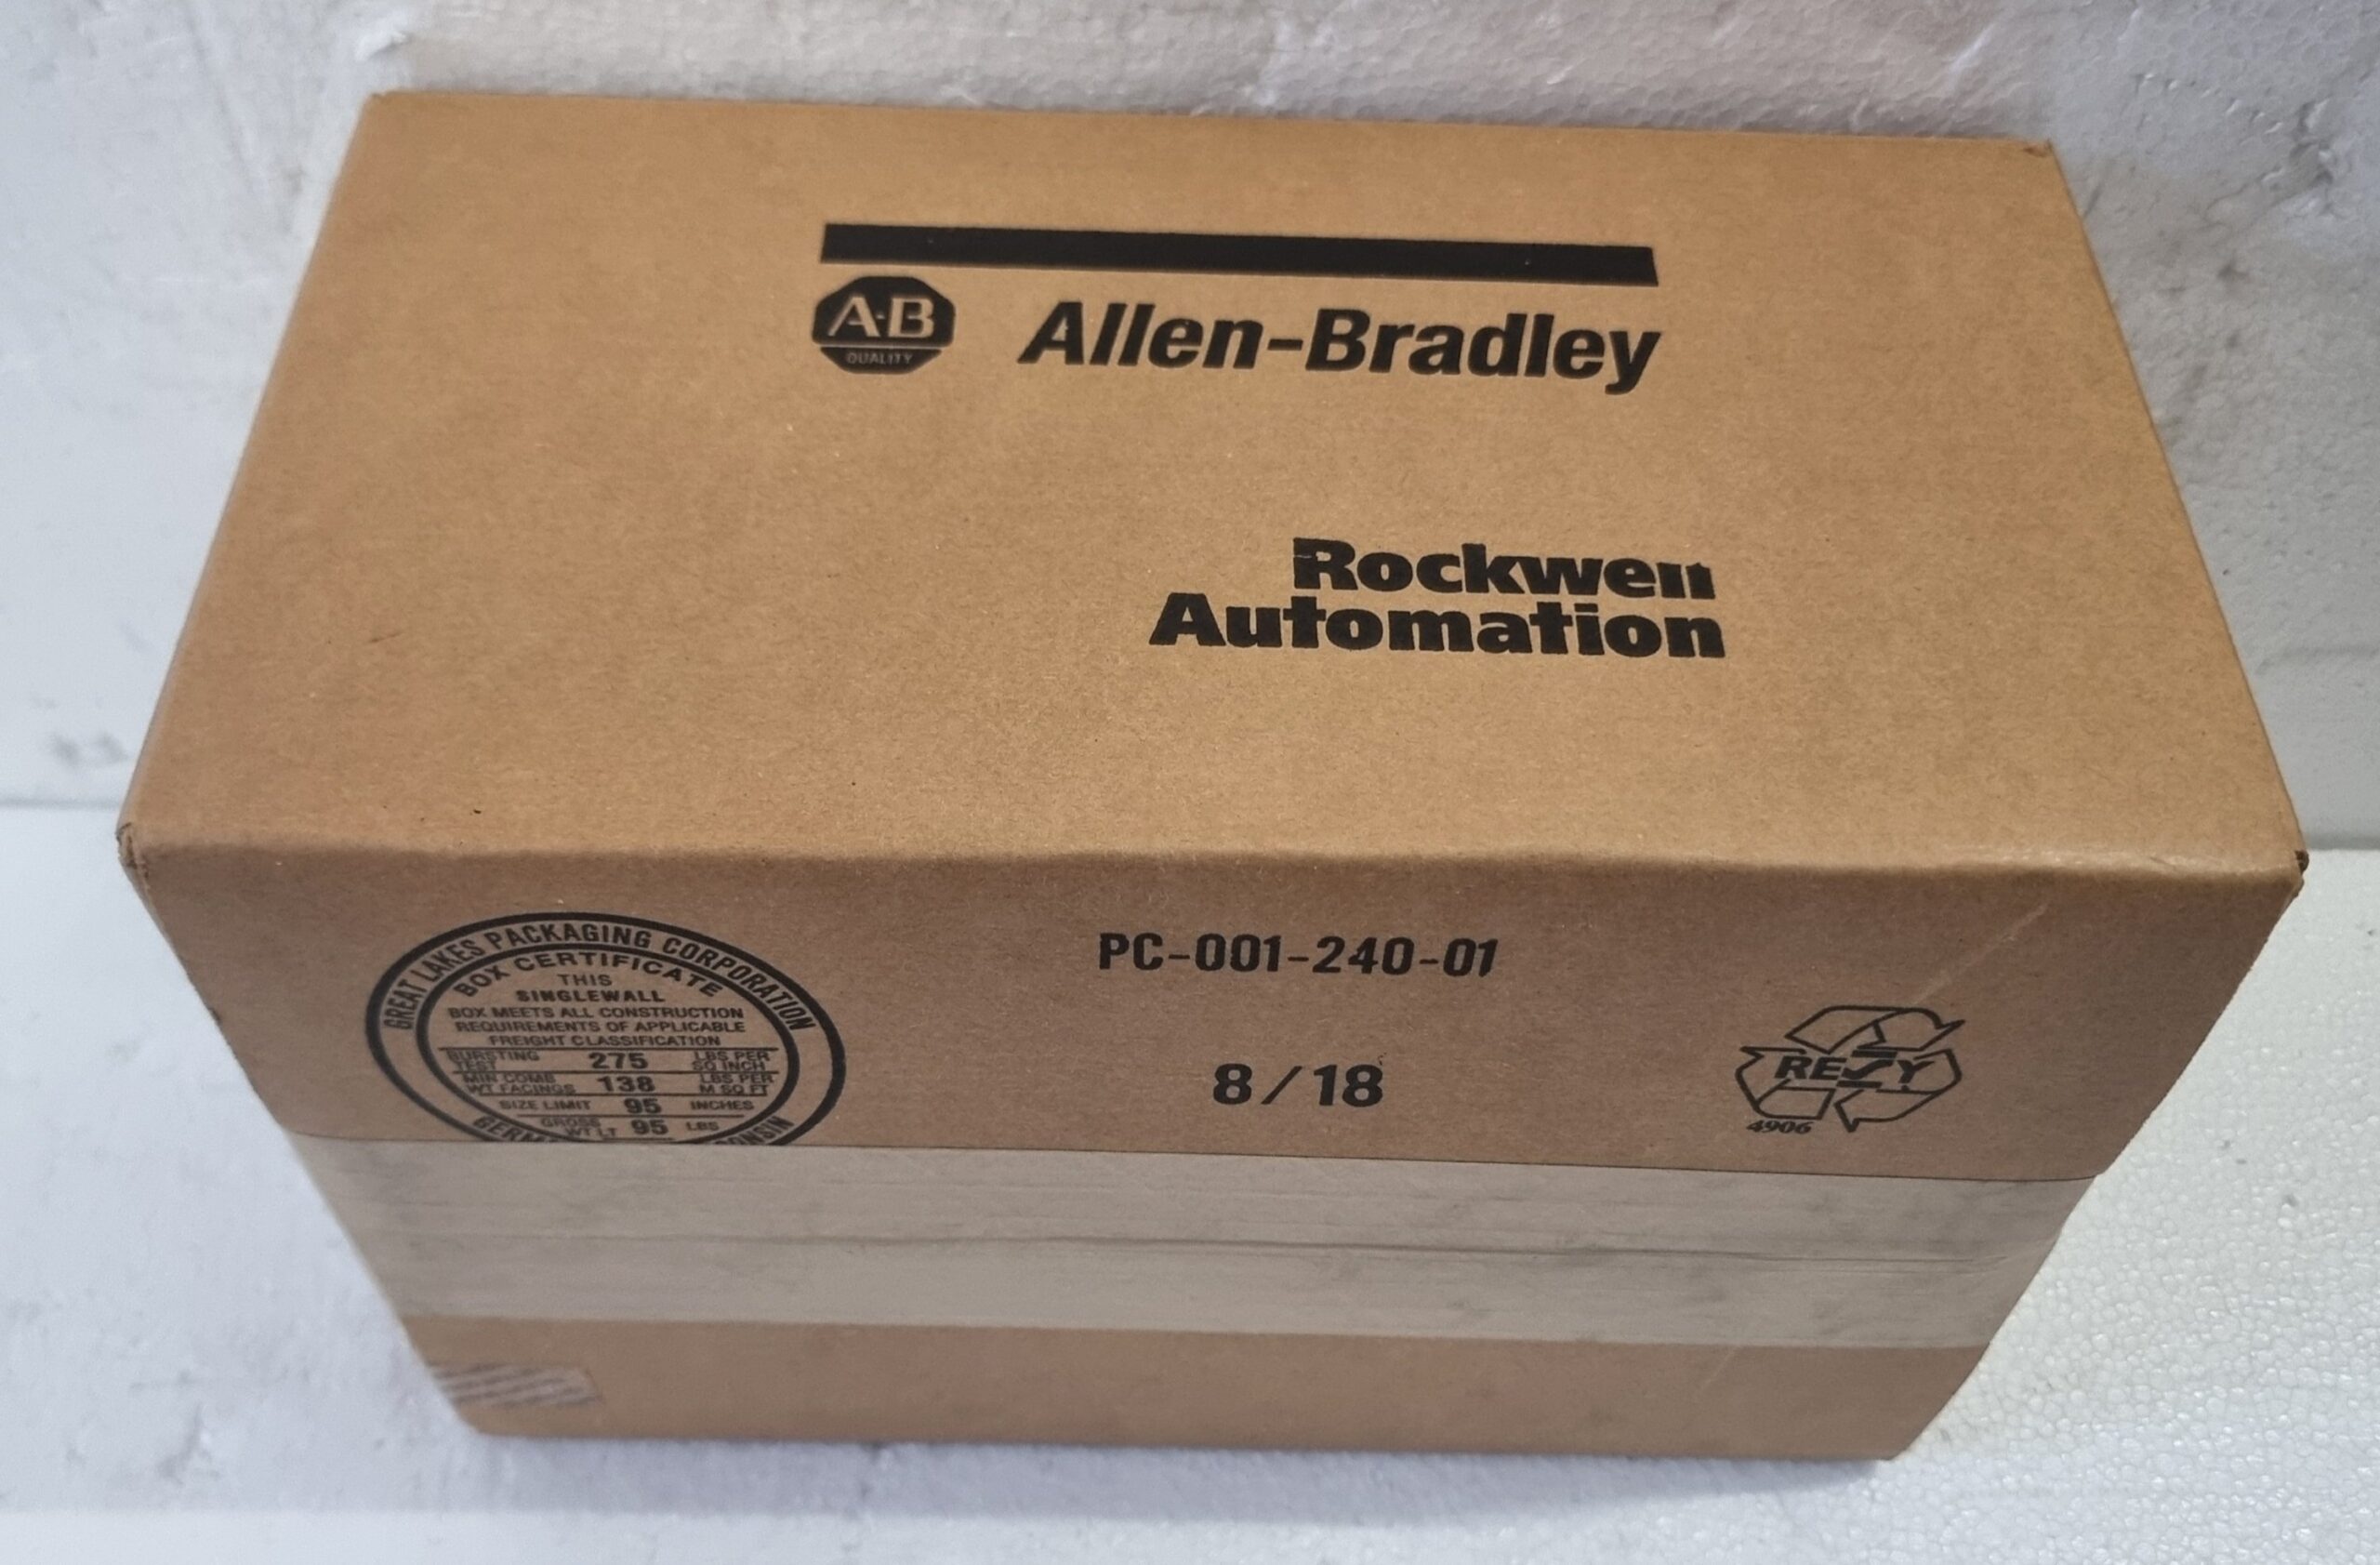 A·B
QUALITY
Allen-Bradley
Rockwell
Automation
GREAT LAKES PACKAGING CORPORATION
BOX CERTIFICATE
THIS
SINGLEWALL
BOX MEETS ALL CONSTRUCTION
REQUIREMENTS OF APPLICABLE
FREIGHT CLASSIFICATION
BURSTING TEST 275 LBS PER SQ INCH
MIN COMB WT FACINGS 138 LBS PER M SQ FT
SIZE LIMIT 95 INCHES
GROSS WT LT 95 LBS
PC-001-240-01
8/18
RESY
4906